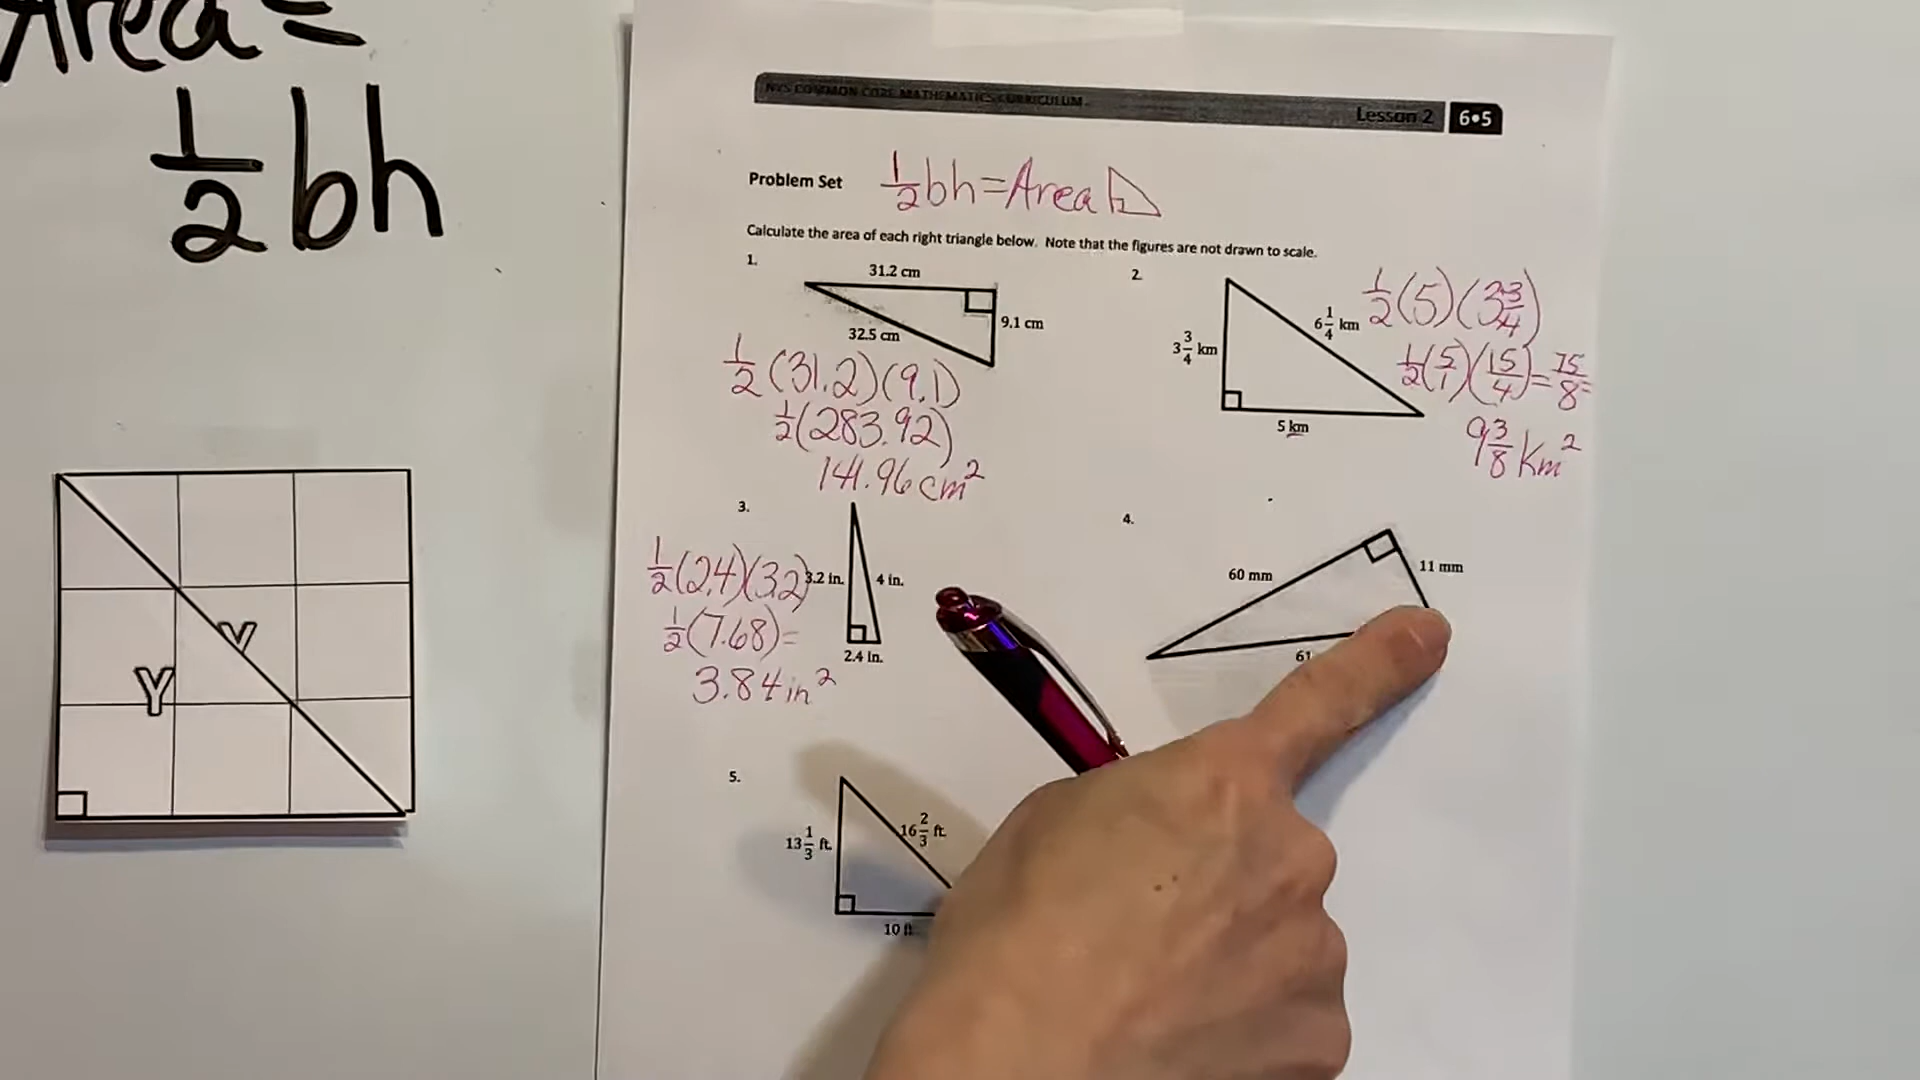 Area =
1/2 bh
NYS COMMON CORE MATHEMATICS CURRICULUM
Lesson 2
6•5
Problem Set
1/2 bh = Area
Calculate the area of each right triangle below. Note that the figures are not drawn to scale.
1.
31.2 cm
9.1 cm
32.5 cm
1/2 (31.2)(9.1)
1/2 (283.92)
141.96 cm²
2.
3 3/4 km
6 1/4 km
5 km
1/2 (5)(3 3/4)
1/2 (5/1)(15/4) = 75/8 =
9 3/8 Km²
3.
3.2 in.
4 in.
2.4 in.
1/2 (2.4)(3.2)
1/2 (7.68) =
3.84 in²
4.
60 mm
11 mm
61
5.
13 1/3 ft.
16 2/3 ft.
10 ft.
Y
Y